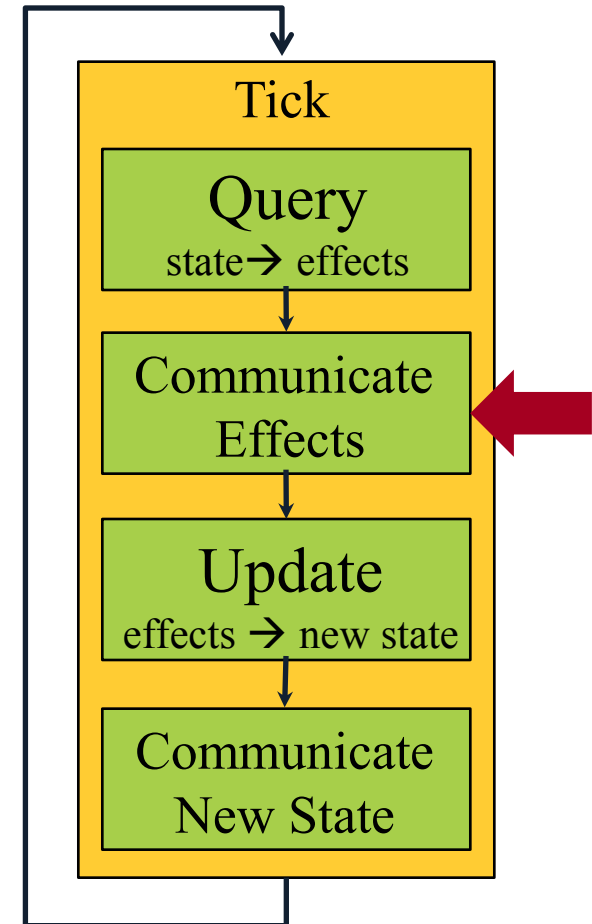 Tick
Query
state→ effects
Communicate
Effects
Update
effects → new state
Communicate
New State